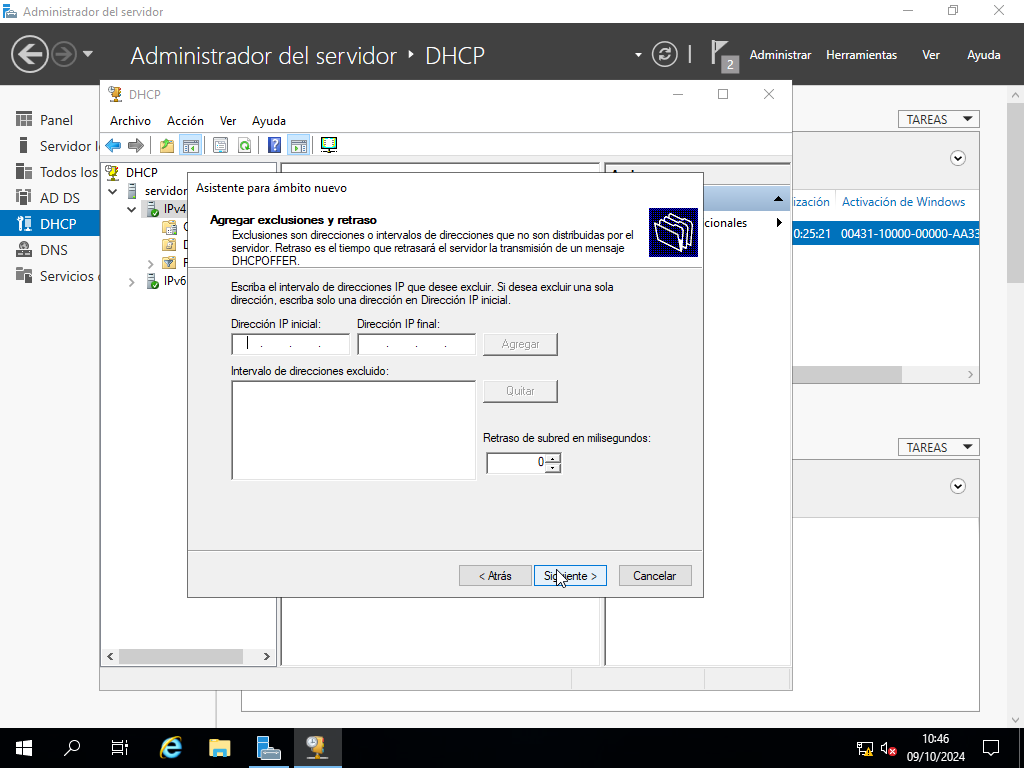 Administrador del servidor
Administrador del servidor • DHCP
2
Administrar
Herramientas
Ver
Ayuda
Panel
Servidor l
Todos los
AD DS
DHCP
DNS
Servicios
TAREAS
ización
Activación de Windows
0:25:21
00431-10000-00000-AA33
TAREAS
DHCP
Archivo
Acción
Ver
Ayuda
DHCP
servidor
IPv4
IPv6
cionales
Asistente para ámbito nuevo
Agregar exclusiones y retraso
Exclusiones son direcciones o intervalos de direcciones que no son distribuidas por el
servidor. Retraso es el tiempo que retrasará el servidor la transmisión de un mensaje
DHCPOFFER.
Escriba el intervalo de direcciones IP que desee excluir. Si desea excluir una sola
dirección, escriba solo una dirección en Dirección IP inicial.
Dirección IP inicial:
Dirección IP final:
Agregar
Intervalo de direcciones excluido:
Quitar
Retraso de subred en milisegundos:
0
< Atrás
Siguiente >
Cancelar
10:46
09/10/2024